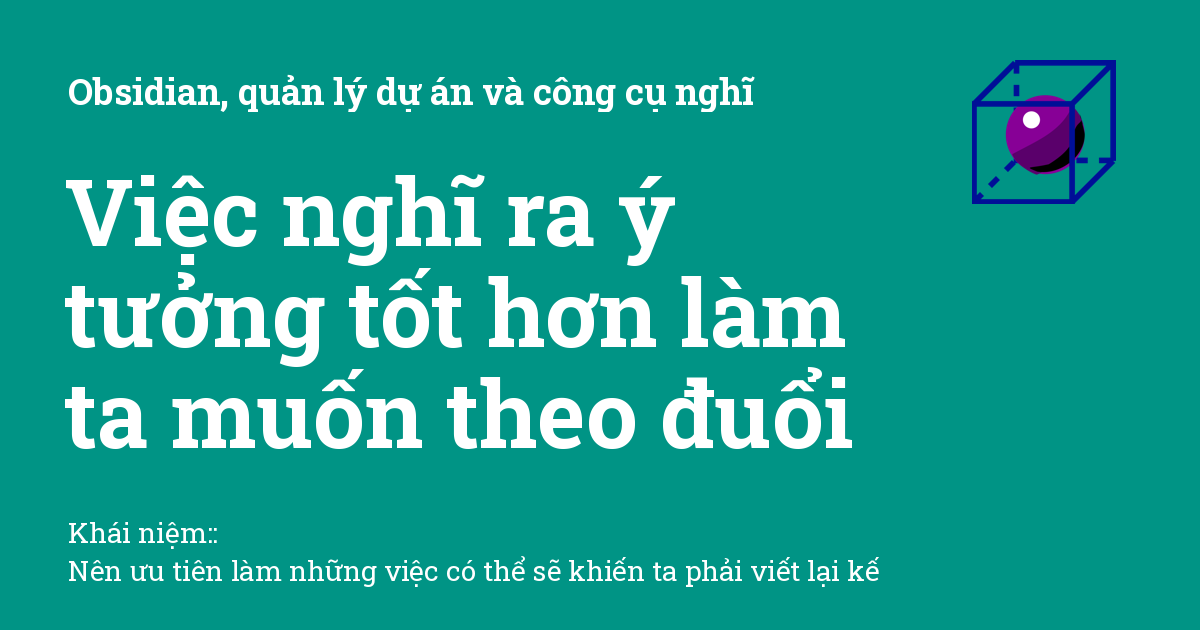 Obsidian, quản lý dự án và công cụ nghĩ
Việc nghĩ ra ý
tưởng tốt hơn làm
ta muốn theo đuổi
Khái niệm::
Nên ưu tiên làm những việc có thể sẽ khiến ta phải viết lại kế